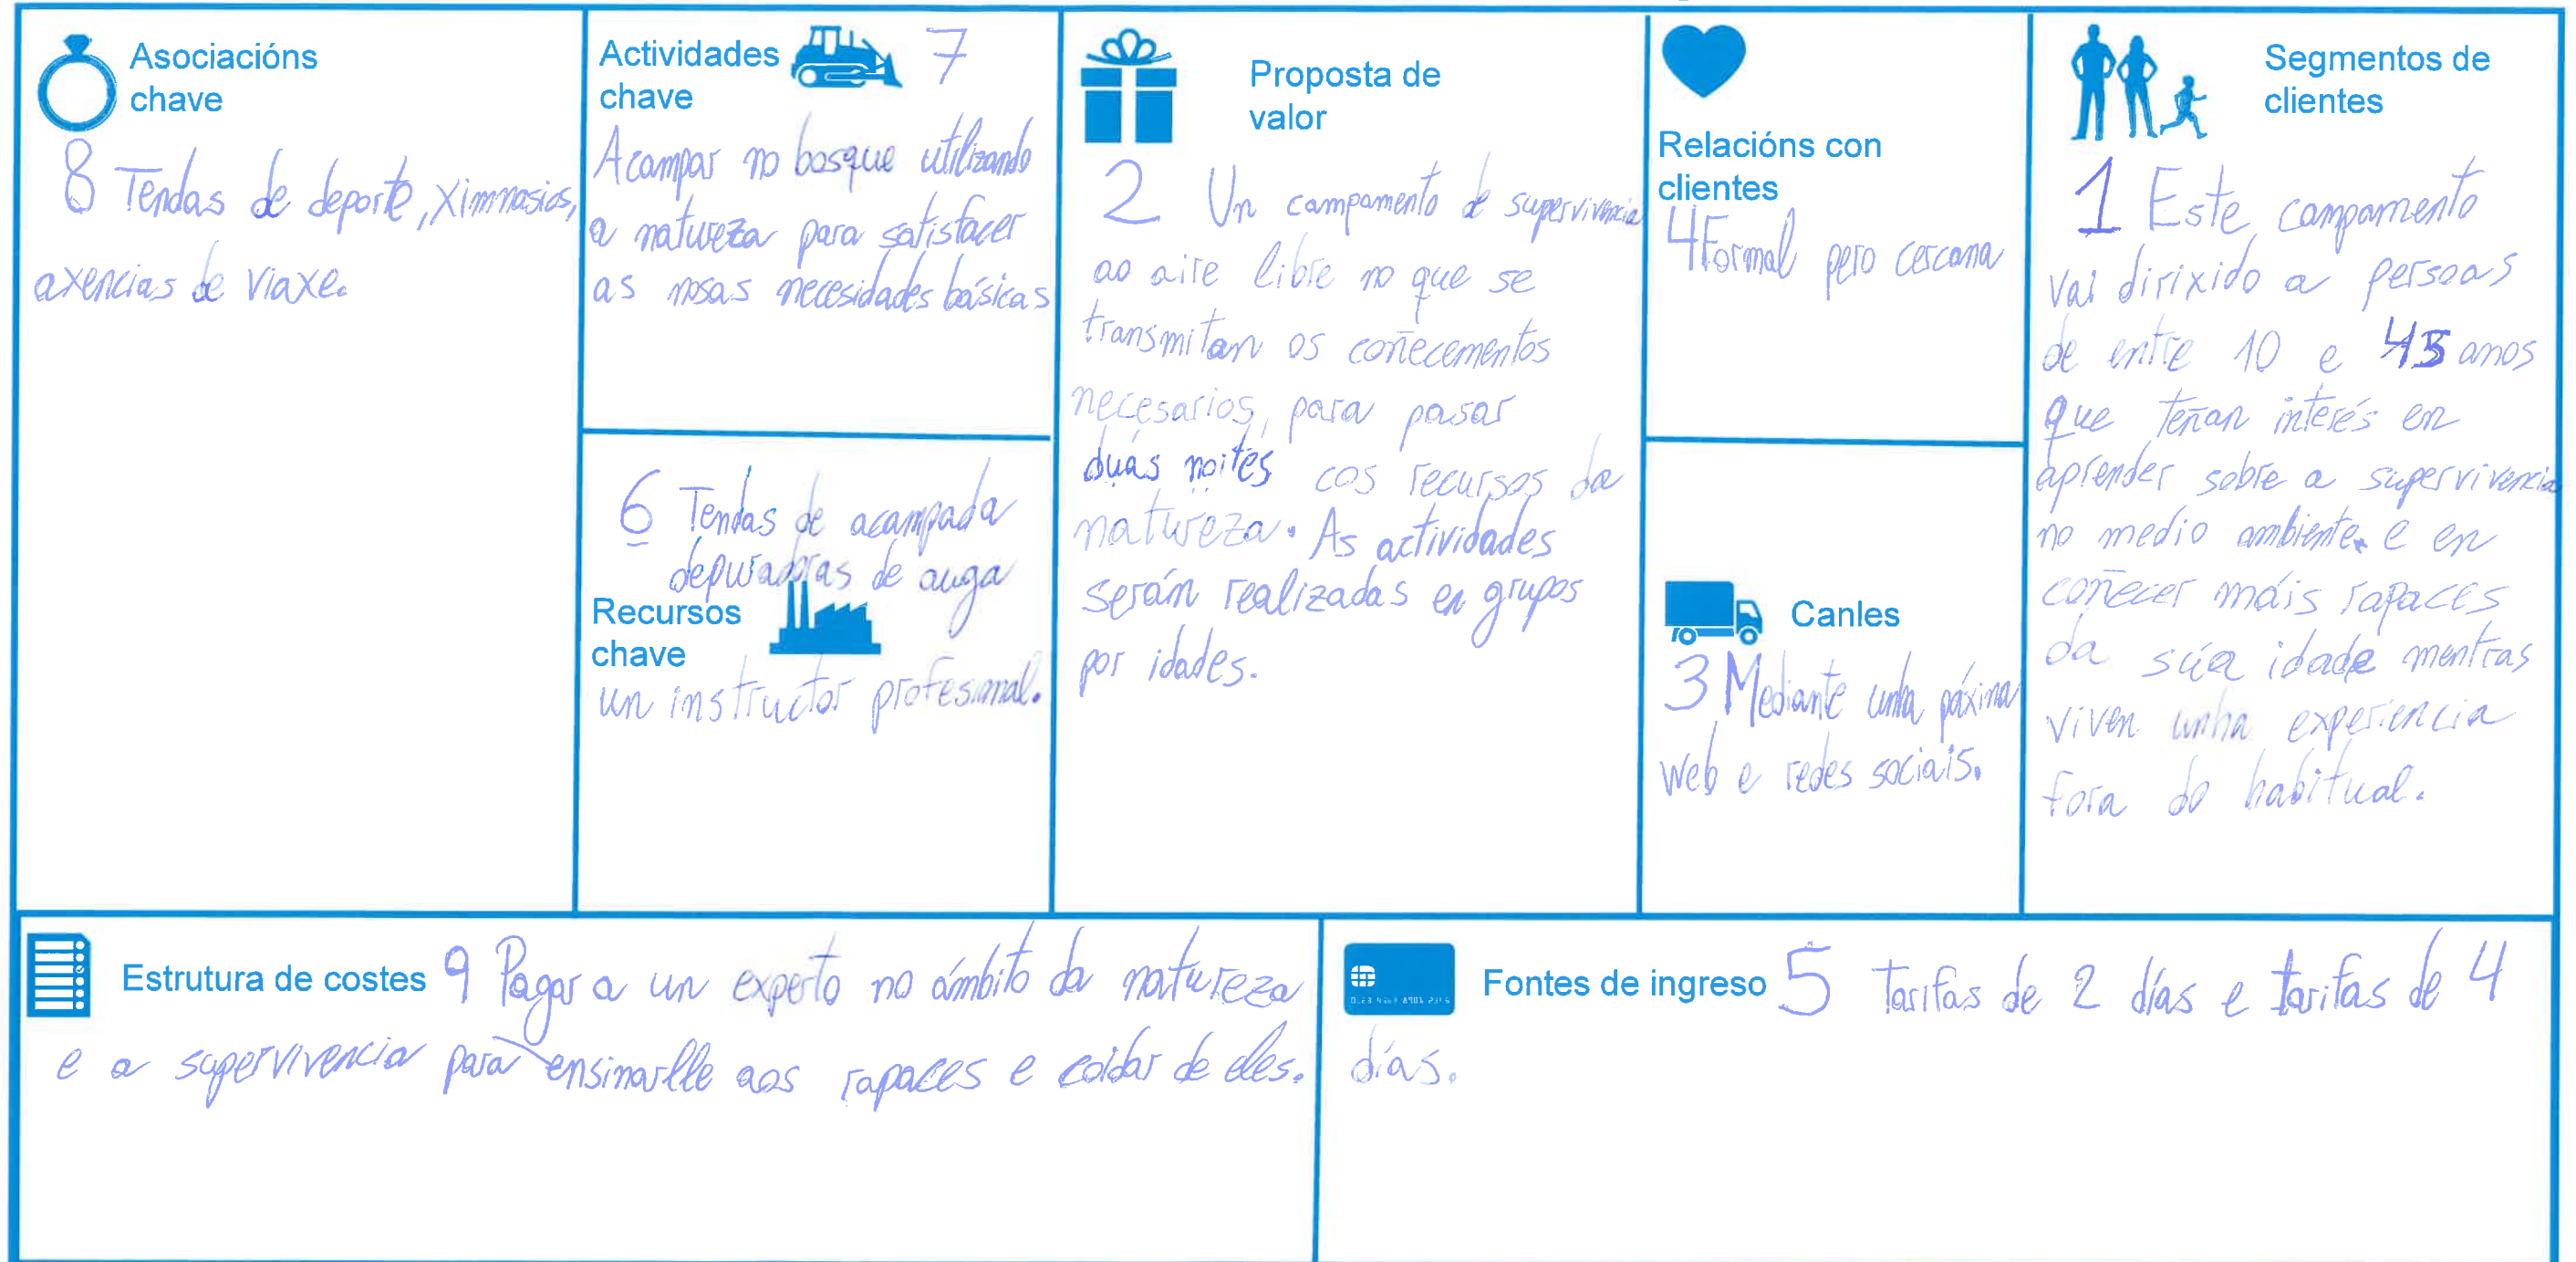 Asociacións
chave
8 Tendas de deporte, Ximnasios,
axencias de viaxe.
Actividades
chave
7
Acampar no bosque utilizando
a natureza para satisfacer
as nosas necesidades básicas
6 Tendas de acampada
depuradoras de auga
Recursos
chave
un instructor profesional.
Proposta de
valor
2 Un campamento de supervivencia
ao aire libre no que se
transmitan os coñecementos
necesarios, para pasar
duas noites cos recursos da
natureza. As actividades
serán realizadas en grupos
por idades.
Relacións con
clientes
4 Formal pero cercana
Canles
3 Mediante unha páxina
web e redes sociais.
Segmentos de
clientes
1 Este campamento
vai dirixido a persoas
de entre 10 e anos
que teñan interés en
aprender sobre a supervivencia
no medio ambiente e en
coñecer máis rapaces
da súa idade mentras
viven unha experiencia
fora do habitual.
Estrutura de costes 9 Pagar a un experto no ámbito da natureza
e a supervivencia para ensinarlle aos rapaces e coidar de eles.
Fontes de ingreso 5 Tarifas de 2 días e tarifas de 4
días.